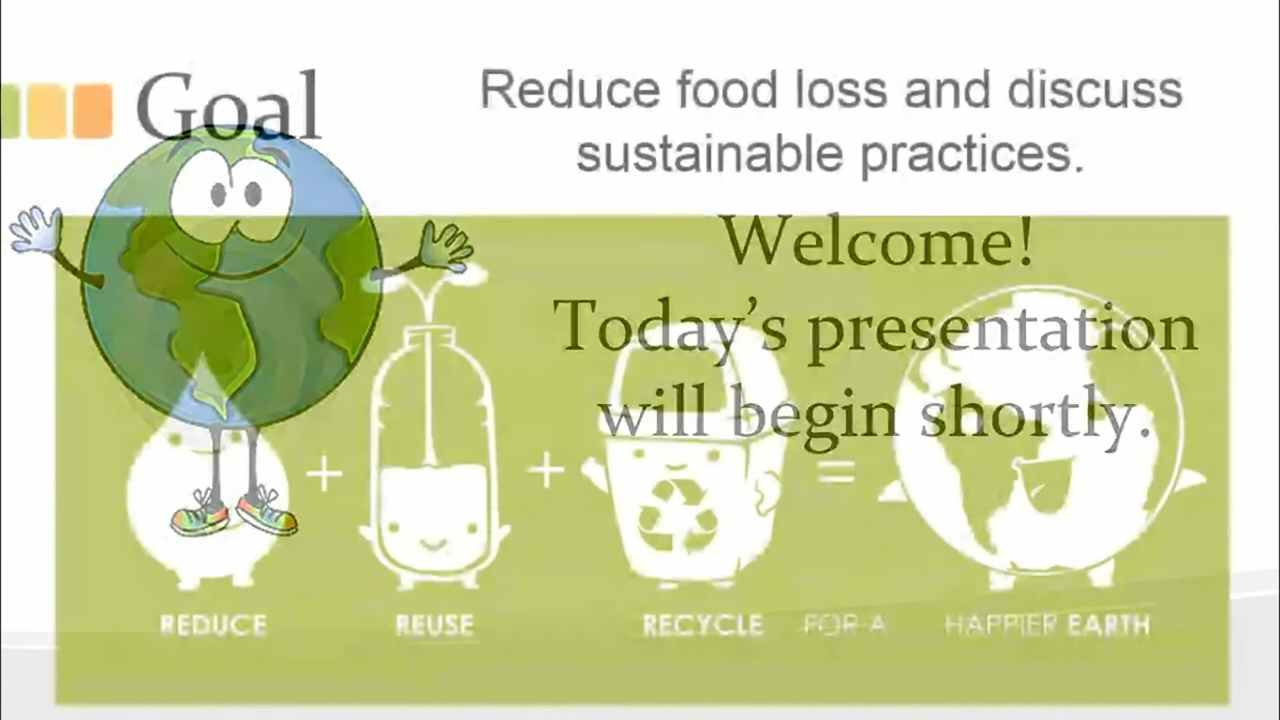 Goal
Reduce food loss and discuss
sustainable practices.
Welcome!
Today’s presentation
will begin shortly.
REDUCE REUSE RECYCLE FOR A HAPPIER EARTH